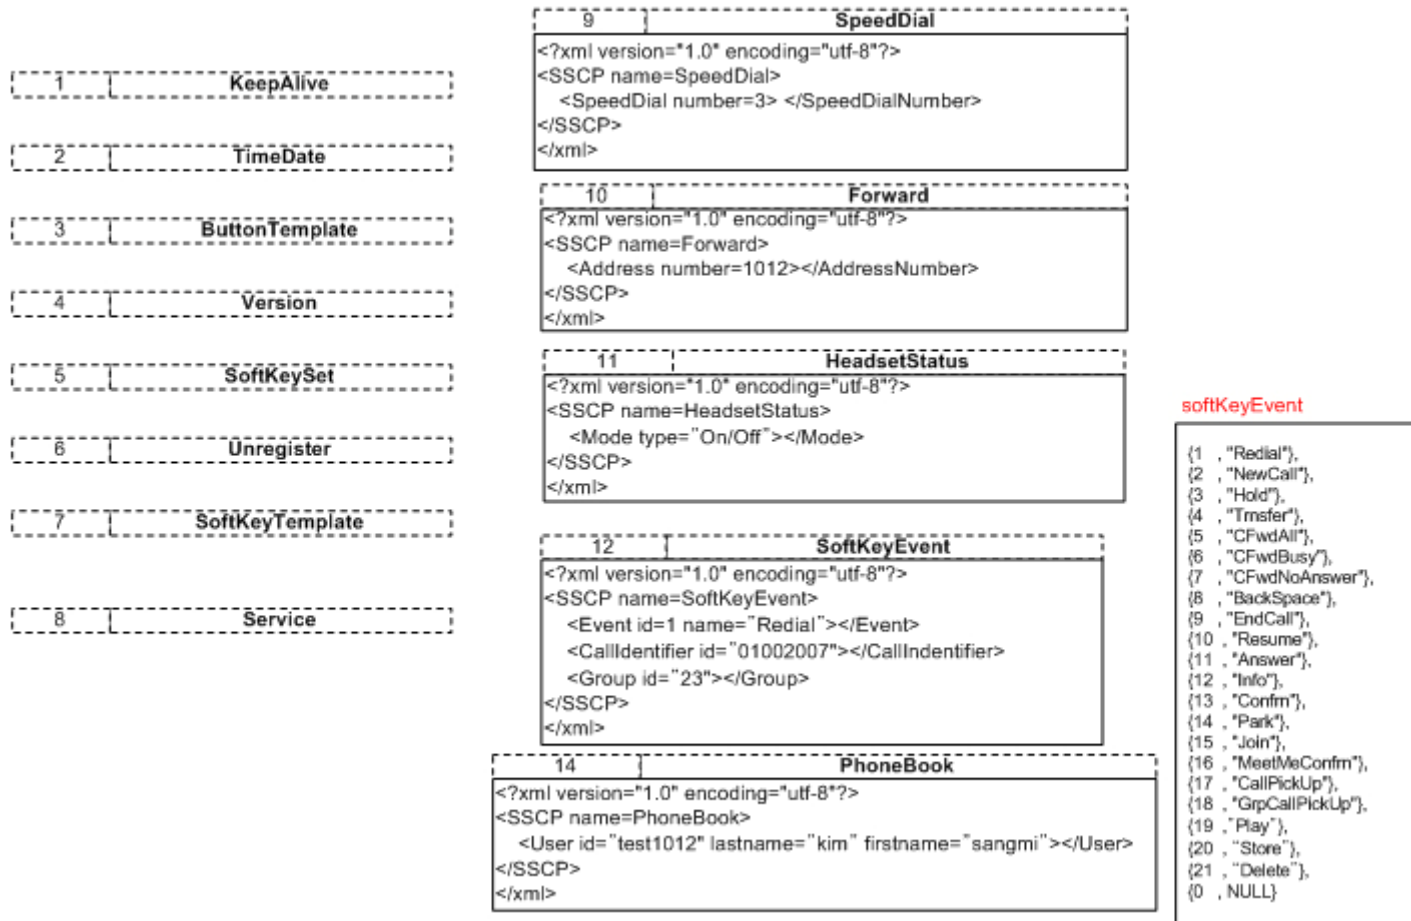 1 KeepAlive
2 TimeDate
3 ButtonTemplate
4 Version
5 SoftKeySet
6 Unregister
7 SoftKeyTemplate
8 Service
9 SpeedDial
<?xml version="1.0" encoding="utf-8"?>
<SSCP name=SpeedDial>
<SpeedDial number=3> </SpeedDialNumber>
</SSCP>
</xml>
10 Forward
<?xml version="1.0" encoding="utf-8"?>
<SSCP name=Forward>
<Address number=1012></AddressNumber>
</SSCP>
</xml>
11 HeadsetStatus
<?xml version="1.0" encoding="utf-8"?>
<SSCP name=HeadsetStatus>
<Mode type="On/Off"></Mode>
</SSCP>
</xml>
12 SoftKeyEvent
<?xml version="1.0" encoding="utf-8"?>
<SSCP name=SoftKeyEvent>
<Event id=1 name="Redial"></Event>
<CallIdentifier id="01002007"></CallIndentifier>
<Group id="23"></Group>
</SSCP>
</xml>
14 PhoneBook
<?xml version="1.0" encoding="utf-8"?>
<SSCP name=PhoneBook>
<User id="test1012" lastname="kim" firstname="sangmi"></User>
</SSCP>
</xml>
softKeyEvent
{1 , "Redial"},
{2 , "NewCall"},
{3 , "Hold"},
{4 , "Trnsfer"},
{5 , "CFwdAll"},
{6 , "CFwdBusy"},
{7 , "CFwdNoAnswer"},
{8 , "BackSpace"},
{9 , "EndCall"},
{10 , "Resume"},
{11 , "Answer"},
{12 , "Info"},
{13 , "Confrn"},
{14 , "Park"},
{15 , "Join"},
{16 , "MeetMeConfrn"},
{17 , "CallPickUp"},
{18 , "GrpCallPickUp"},
{19 , "Play"},
{20 , "Store"},
{21 , "Delete"},
{0 , NULL}